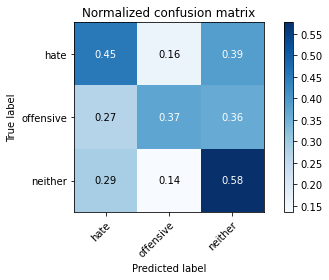 Normalized confusion matrix
True label
hate
0.45 0.16 0.39
offensive
0.27 0.37 0.36
neither
0.29 0.14 0.58
hate
offensive
neither
Predicted label
0.55
0.50
0.45
0.40
0.35
0.30
0.25
0.20
0.15